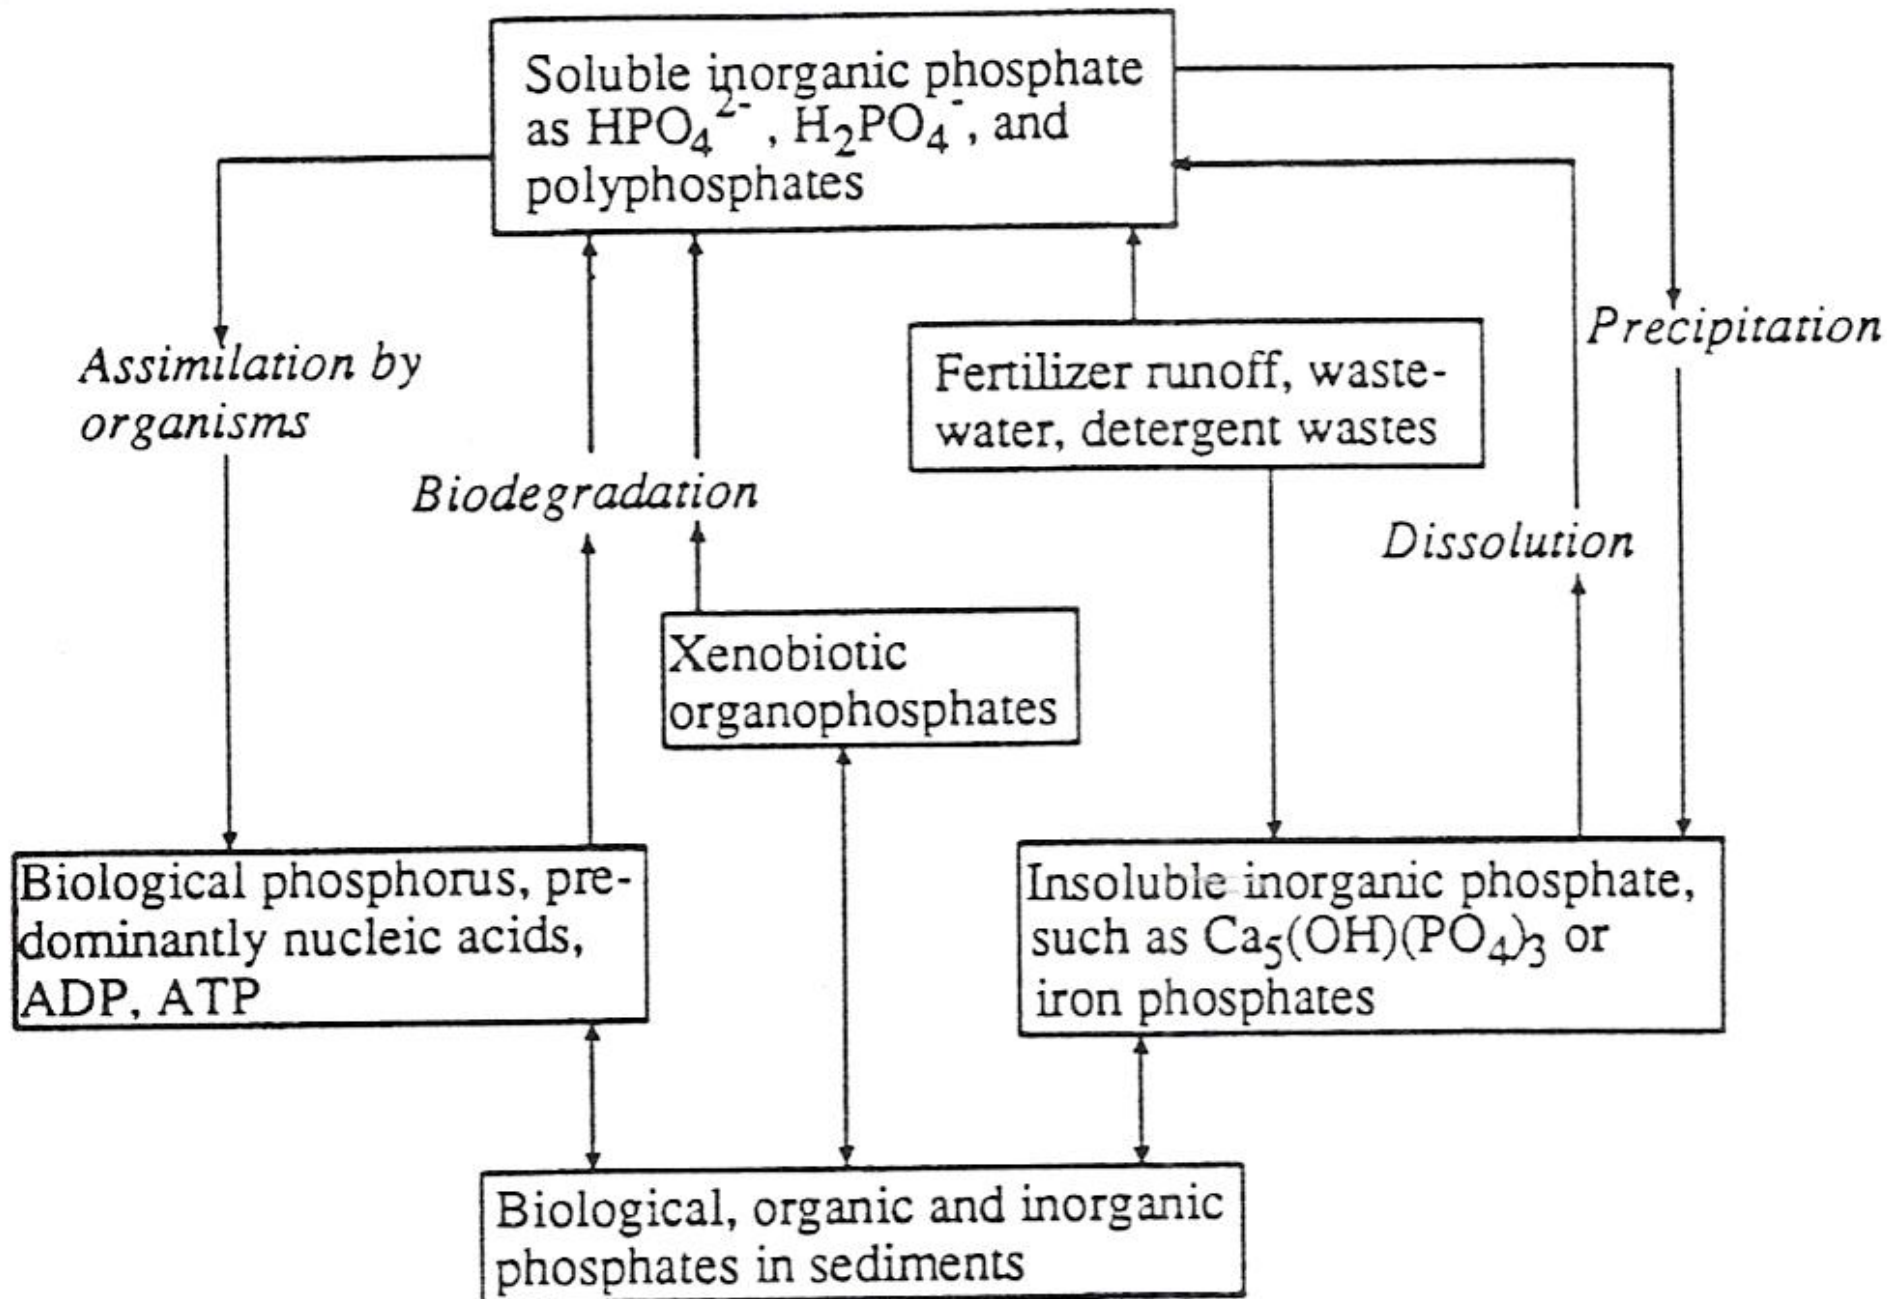 Soluble inorganic phosphate
as HPO₄²⁻, H₂PO₄⁻, and
polyphosphates
Assimilation by
organisms
Biodegradation
Fertilizer runoff, waste-
water, detergent wastes
Precipitation
Dissolution
Xenobiotic
organophosphates
Biological phosphorus, pre-
dominantly nucleic acids,
ADP, ATP
Insoluble inorganic phosphate,
such as Ca₅(OH)(PO₄)₃ or
iron phosphates
Biological, organic and inorganic
phosphates in sediments